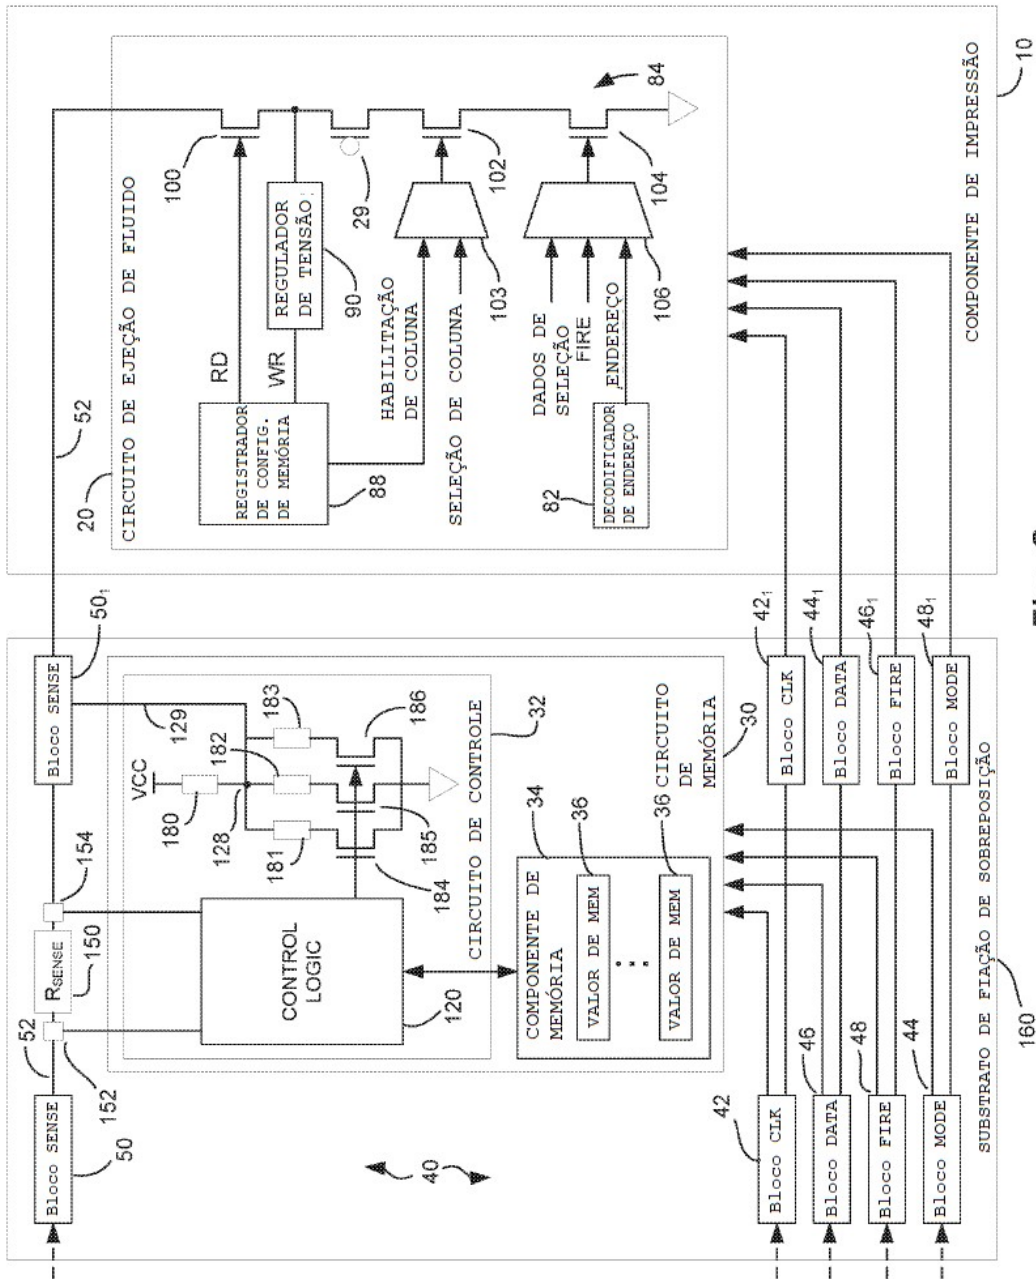 52
Bloco SENSE
50
152
RSENSE
150
154
Bloco SENSE
50₁
52
129
VCC
180
128
181
182
183
184
185
186
CONTROL
LOGIC
120
CIRCUITO DE CONTROLE
32
40
COMPONENTE DE
MEMÓRIA
34
VALOR DE MEM
36
VALOR DE MEM
36
CIRCUITO
DE
MEMÓRIA
30
42
Bloco CLK
46
Bloco DATA
48
Bloco FIRE
44
Bloco MODE
Bloco CLK
42₁
Bloco DATA
44₁
Bloco FIRE
46₁
Bloco MODE
48₁
SUBSTRATO DE FIAÇÃO DE SOBREPOSIÇÃO
160
20
CIRCUITO DE EJEÇÃO DE FLUIDO
REGISTRADOR
DE CONFIG.
DE MEMÓRIA
88
RD
WR
100
REGULADOR
DE TENSÃO
90
29
HABILITAÇÃO
DE COLUNA
SELEÇÃO DE COLUNA
103
102
DADOS DE
SELEÇÃO
FIRE
ENDEREÇO
82
DECODIFICADOR
DE ENDEREÇO
106
104
84
COMPONENTE DE IMPRESSÃO
10